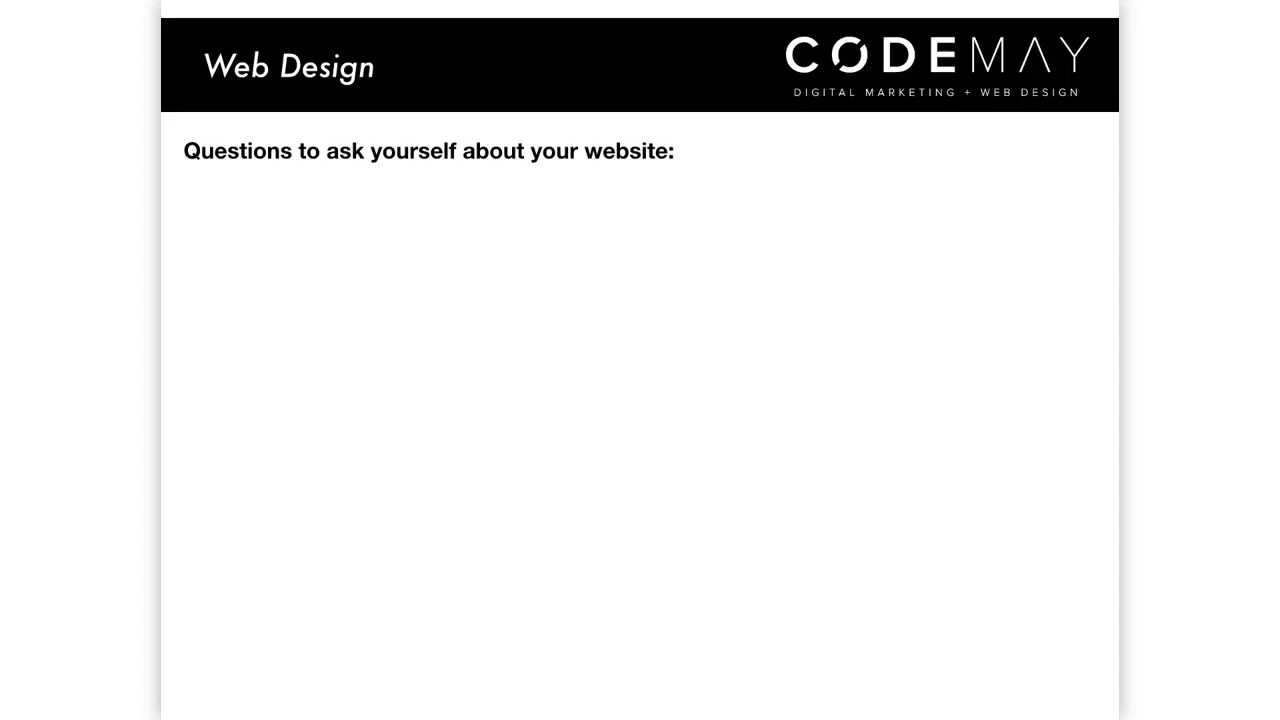 Web Design
CODEMAY
DIGITAL MARKETING + WEB DESIGN
Questions to ask yourself about your website: